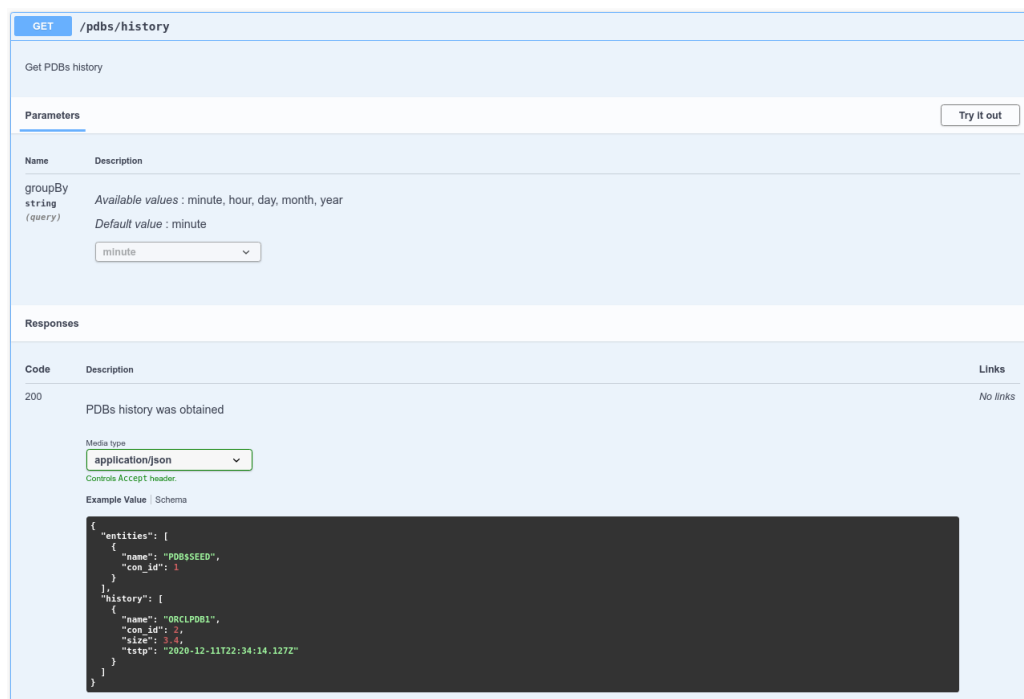 GET /pdbs/history
Get PDBs history
Parameters
Try it out
Name Description
groupBy
string
(query)
Available values : minute, hour, day, month, year
Default value : minute
minute
Responses
Code Description Links
200
PDBs history was obtained
No links
Media type
application/json
Controls Accept header.
Example Value | Schema
{
  "entities": [
    {
      "name": "PDB$SEED",
      "con_id": 1
    }
  ],
  "history": [
    {
      "name": "ORCLPDB1",
      "con_id": 2,
      "size": 3.4,
      "tstp": "2020-12-11T22:34:14.127Z"
    }
  ]
}